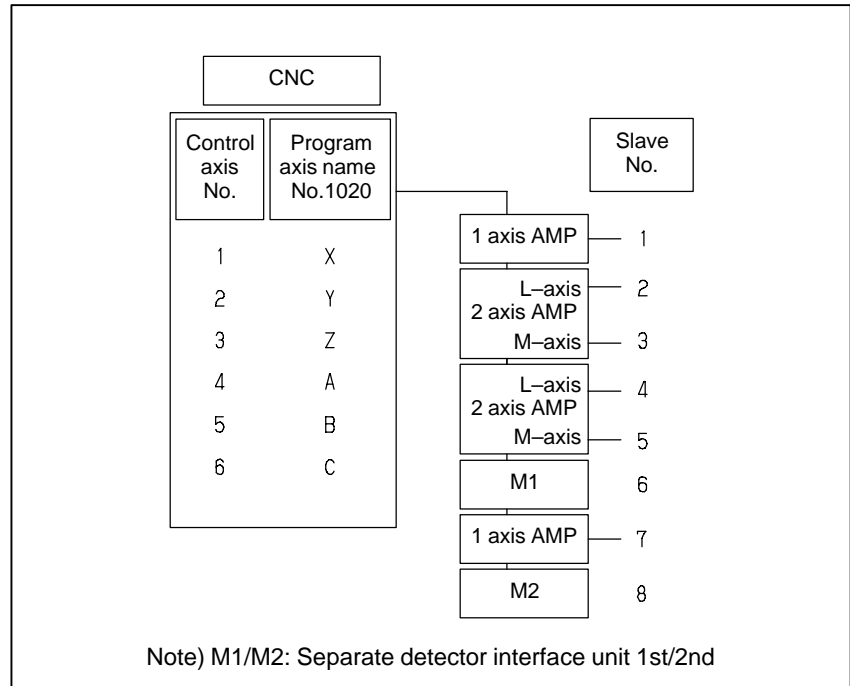 CNC
Control
axis
No.
Program
axis name
No.1020
1 X
2 Y
3 Z
4 A
5 B
6 C
Slave
No.
1 axis AMP 1
L–axis 2
2 axis AMP
M–axis 3
L–axis 4
2 axis AMP
M–axis 5
M1 6
1 axis AMP 7
M2 8
Note) M1/M2: Separate detector interface unit 1st/2nd